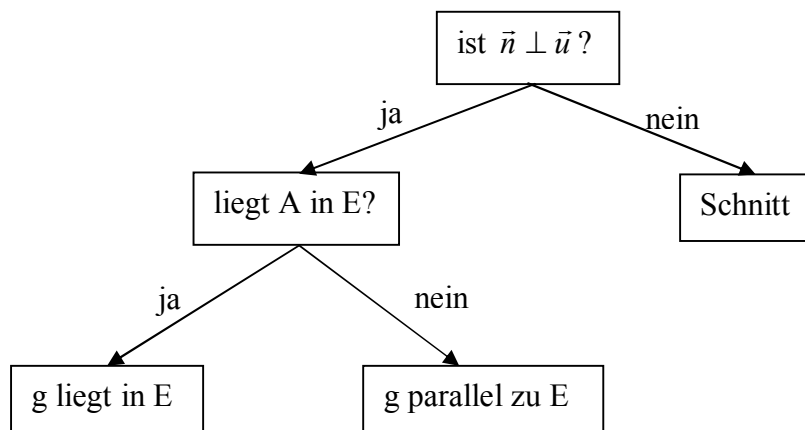 ist n⃗ ⊥ u⃗ ?
ja
nein
liegt A in E?
Schnitt
ja
nein
g liegt in E
g parallel zu E